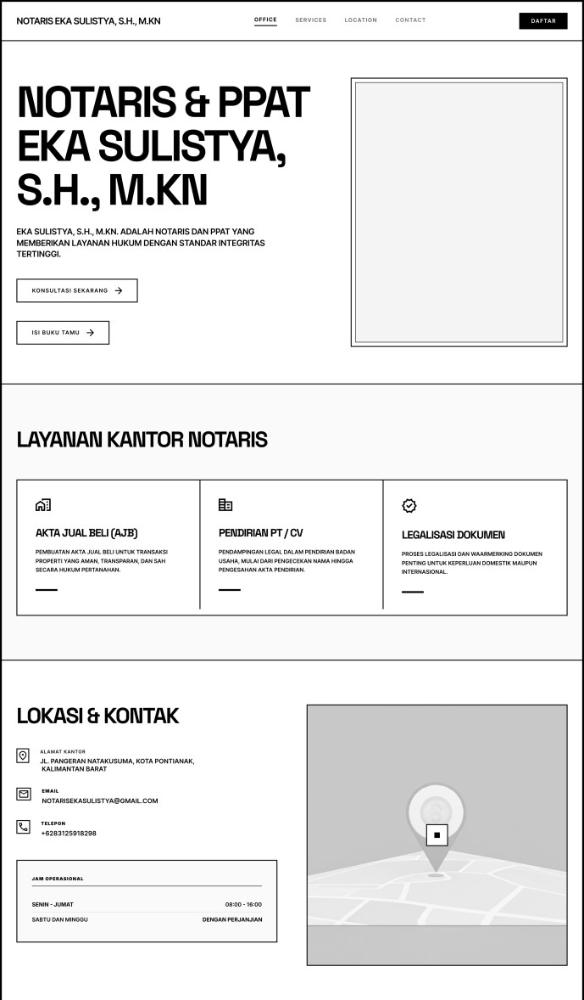 NOTARIS EKA SULISTYA, S.H., M.KN
OFFICE
SERVICES
LOCATION
CONTACT
DAFTAR
NOTARIS & PPAT
EKA SULISTYA,
S.H., M.KN
EKA SULISTYA, S.H., M.KN. ADALAH NOTARIS DAN PPAT YANG
MEMBERIKAN LAYANAN HUKUM DENGAN STANDAR INTEGRITAS
TERTINGGI.
KONSULTASI SEKARANG
ISI BUKU TAMU
LAYANAN KANTOR NOTARIS
AKTA JUAL BELI (AJB)
PEMBUATAN AKTA JUAL BELI UNTUK TRANSAKSI
PROPERTI YANG AMAN, TRANSPARAN, DAN SAH
SECARA HUKUM PERTANAHAN.
PENDIRIAN PT / CV
PENDAMPINGAN LEGAL DALAM PENDIRIAN BADAN
USAHA, MULAI DARI PENGECEKAN NAMA HINGGA
PENGESAHAN AKTA PENDIRIAN.
LEGALISASI DOKUMEN
PROSES LEGALISASI DAN WAARMERKING DOKUMEN
PENTING UNTUK KEPERLUAN DOMESTIK MAUPUN
INTERNASIONAL.
LOKASI & KONTAK
ALAMAT KANTOR
JL. PANGERAN NATAKUSUMA, KOTA PONTIANAK,
KALIMANTAN BARAT
EMAIL
NOTARISEKASULISTYA@GMAIL.COM
TELEPON
+6283125918298
JAM OPERASIONAL
SENIN - JUMAT
08:00 - 16:00
SABTU DAN MINGGU
DENGAN PERJANJIAN